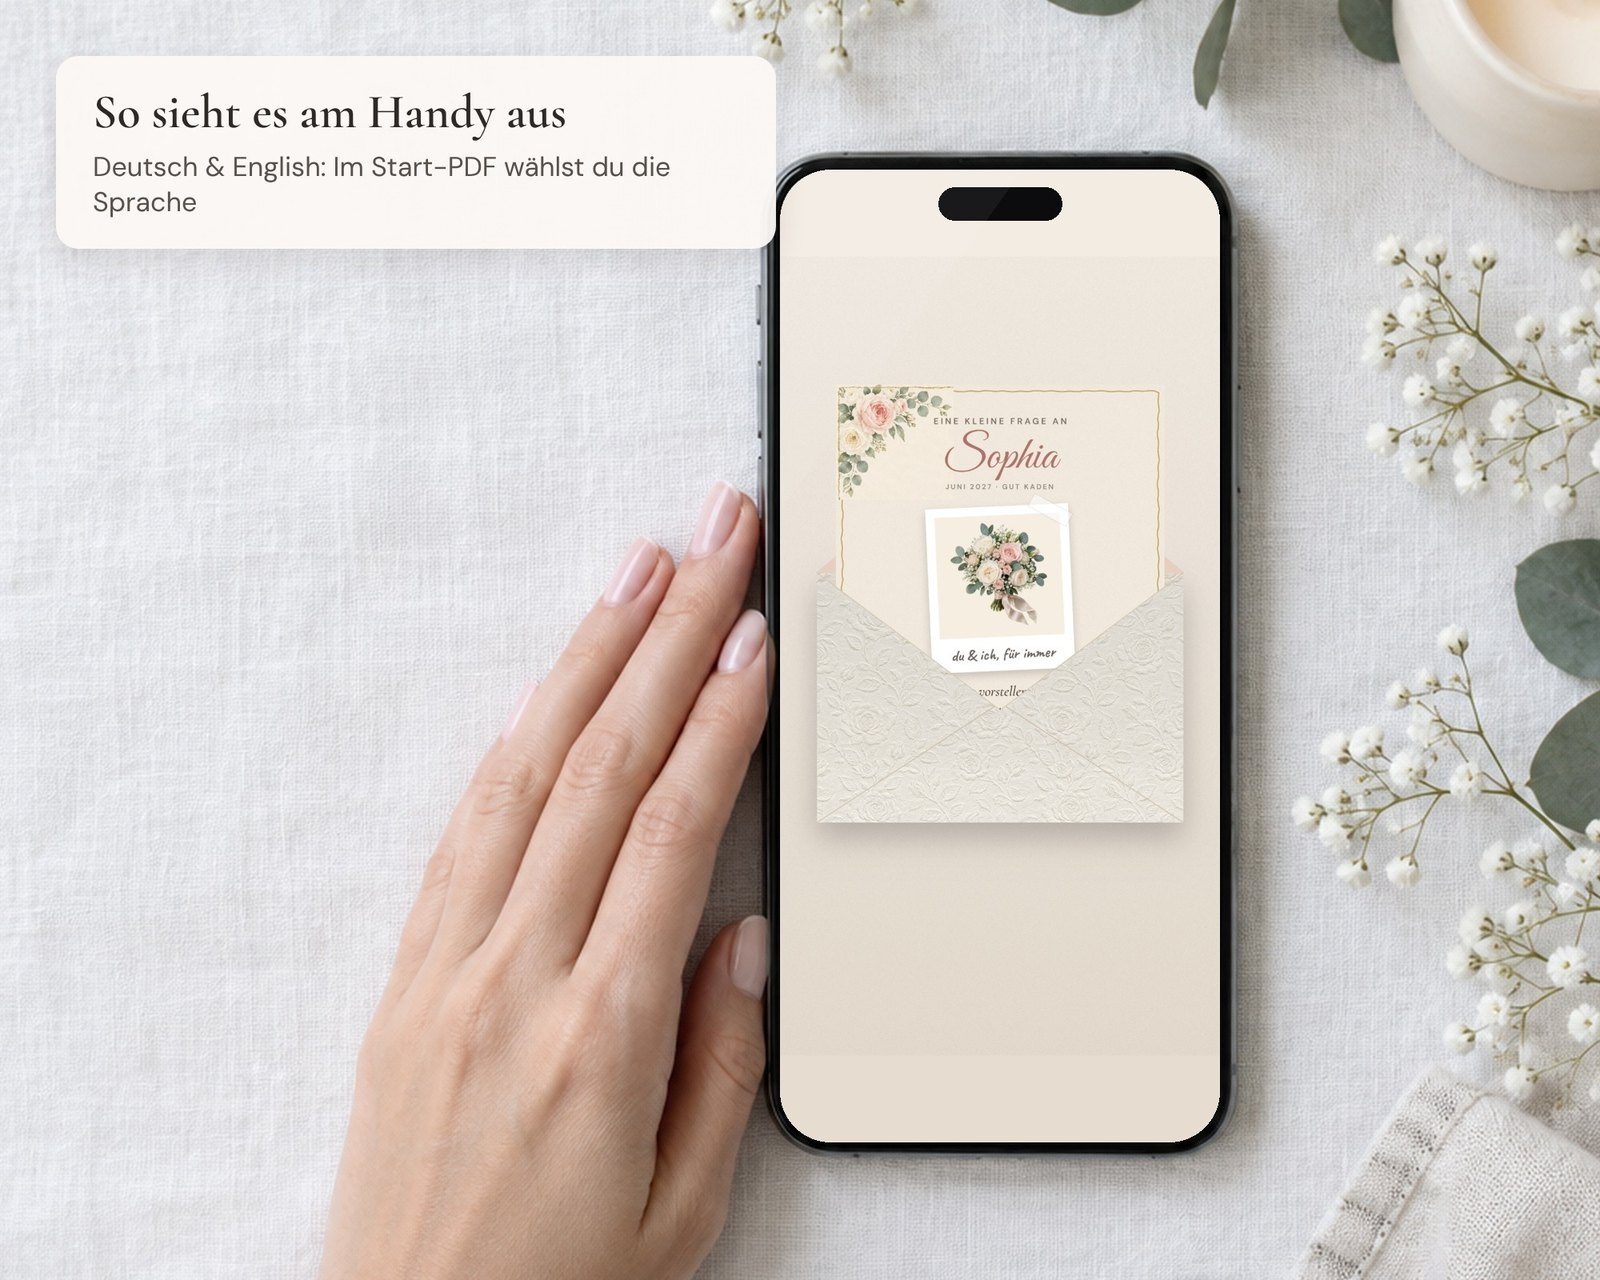 So sieht es am Handy aus
Deutsch & English: Im Start-PDF wählst du die
Sprache
EINE KLEINE FRAGE AN
Sophia
JUNI 2027 · GUT KADEN
du & ich, für immer